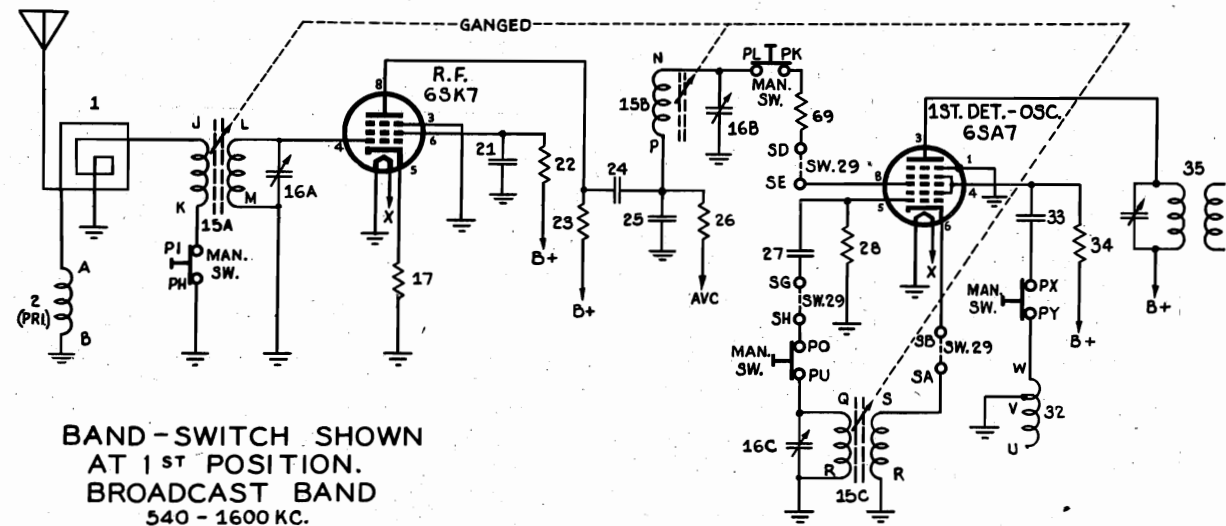 GANGED
1
J
L
K
M
15A
16A
PI
PH
MAN.
SW.
A
B
2
(PRI.)
R.F.
6SK7
8
3
6
4
5
X
17
21
22
B+
23
B+
24
25
26
AVC
N
P
15B
16B
PL
PK
MAN.
SW.
69
SD
SW.29
SE
1ST. DET.-OSC.
6SA7
3
1
4
8
5
6
X
27
28
SG
SW.29
SH
MAN.
SW.
PO
PU
SB
SW.29
SA
Q
S
16C
R
R
15C
33
34
B+
MAN.
SW.
PX
PY
W
V
U
32
35
B+
BAND-SWITCH SHOWN
AT 1ST POSITION.
BROADCAST BAND
540 - 1600 KC.